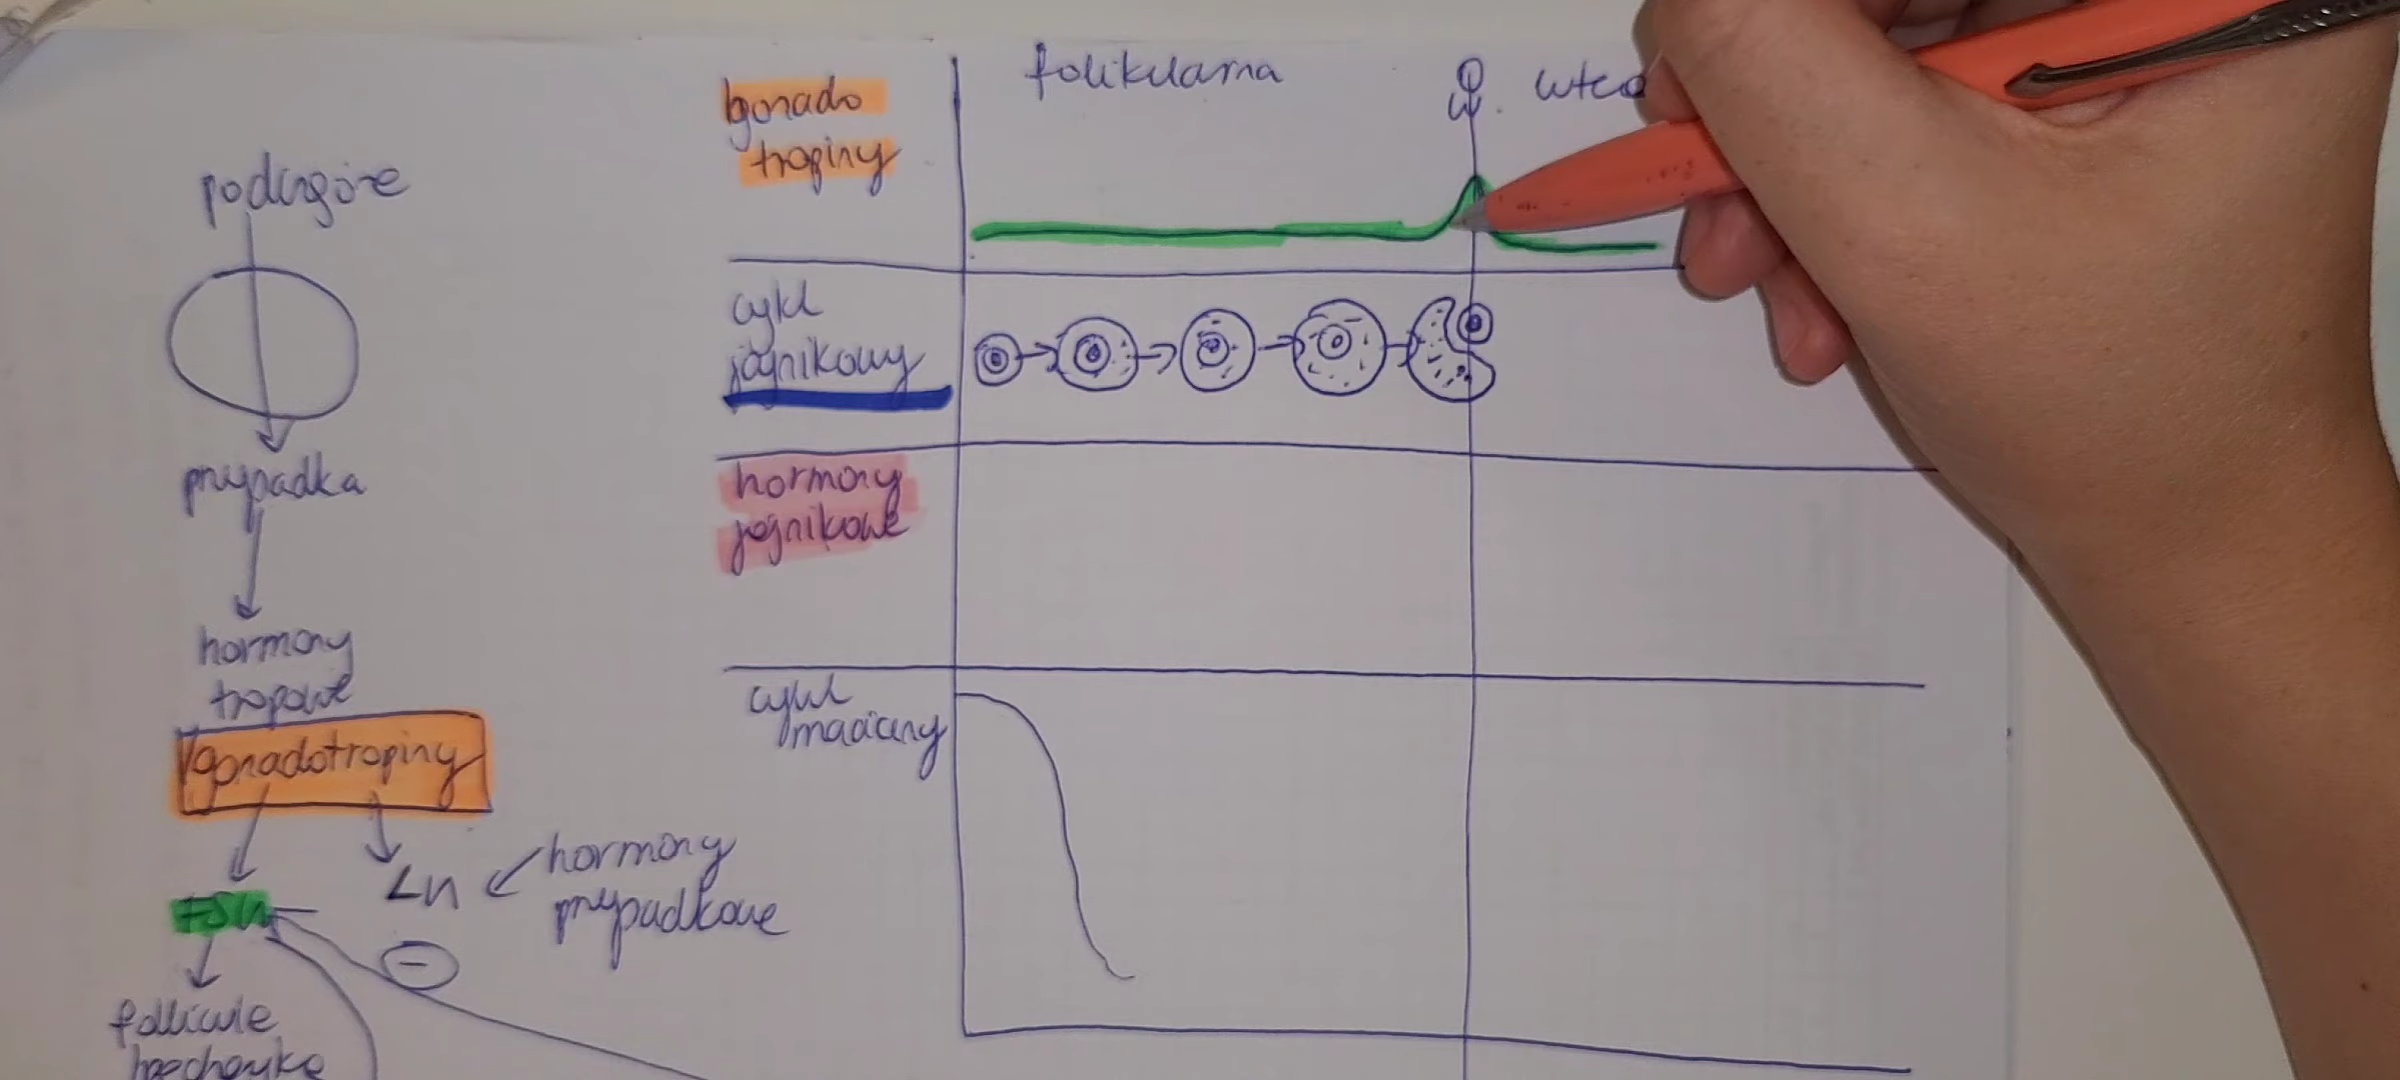 podwzgórze
przysadka
hormony
tropowe
gonadotropiny
FSH
LH
hormony
przysadkowe
follicule
gonado
tropiny
folikularna
cykl
jajnikowy
hormony
jajnikowe
cykl
maciczny